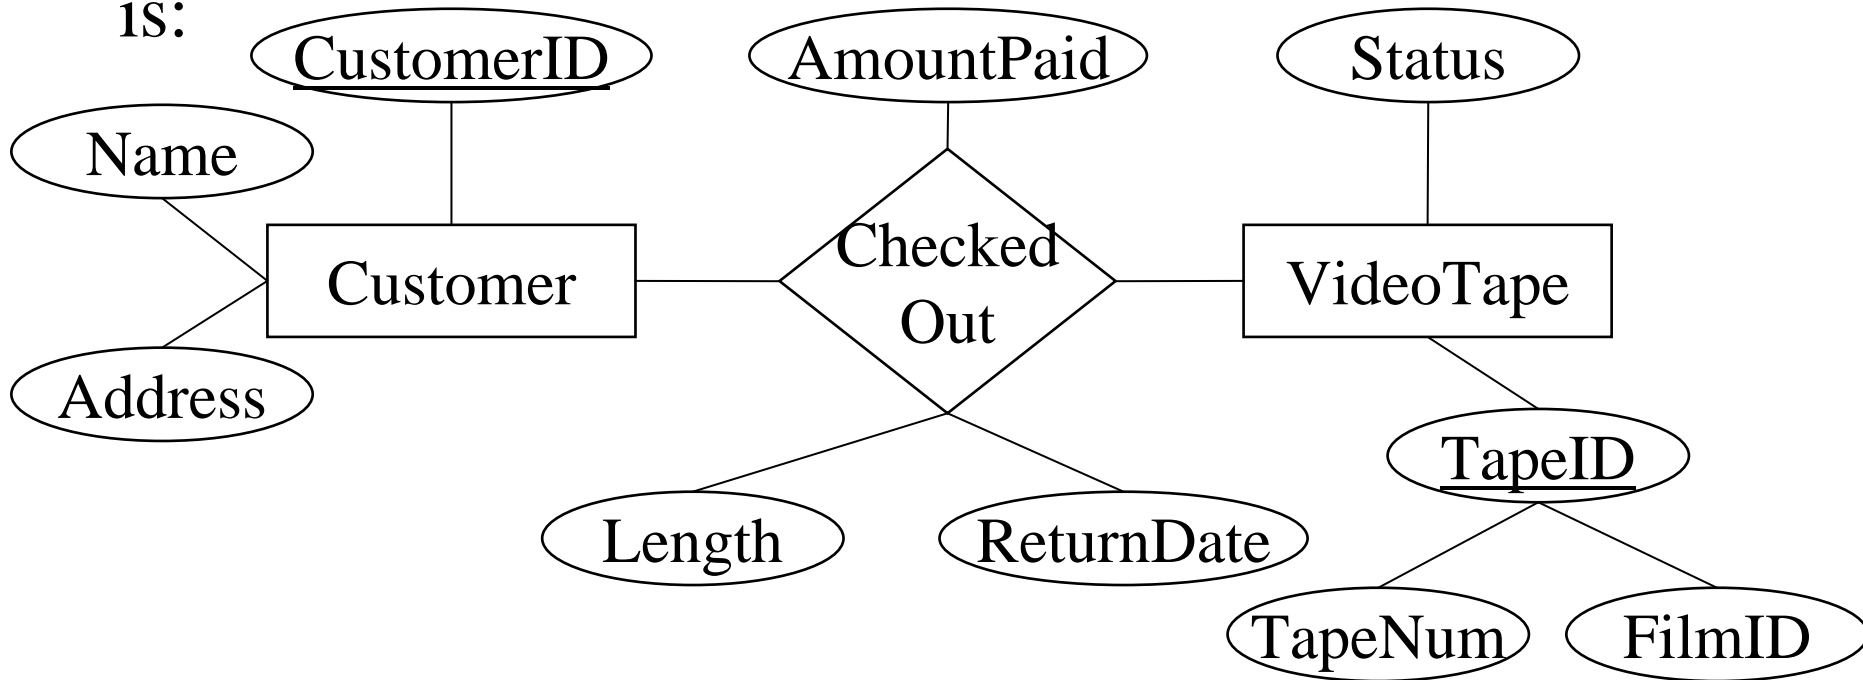 is:
CustomerID
AmountPaid
Status
Name
Customer
Checked
Out
VideoTape
Address
TapeID
Length
ReturnDate
TapeNum
FilmID